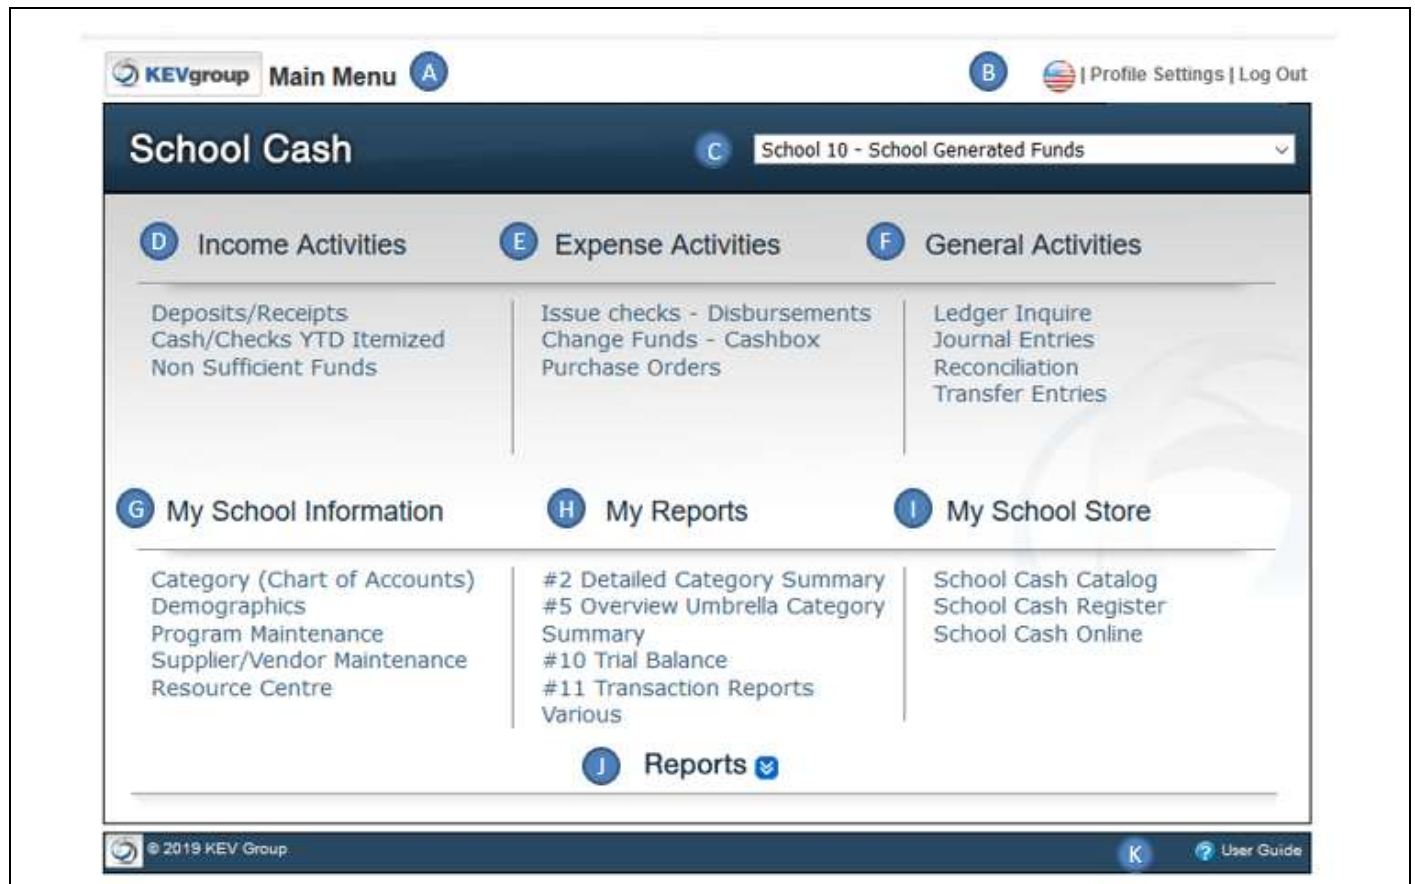 KEVgroup Main Menu A B | Profile Settings | Log Out
School Cash C School 10 - School Generated Funds
D Income Activities E Expense Activities F General Activities
Deposits/Receipts Issue checks - Disbursements Ledger Inquire
Cash/Checks YTD Itemized Change Funds - Cashbox Journal Entries
Non Sufficient Funds Purchase Orders Reconciliation
Transfer Entries
G My School Information H My Reports I My School Store
Category (Chart of Accounts) #2 Detailed Category Summary School Cash Catalog
Demographics #5 Overview Umbrella Category School Cash Register
Program Maintenance Summary School Cash Online
Supplier/Vendor Maintenance #10 Trial Balance
Resource Centre #11 Transaction Reports
Various
J Reports
© 2019 KEV Group K ? User Guide